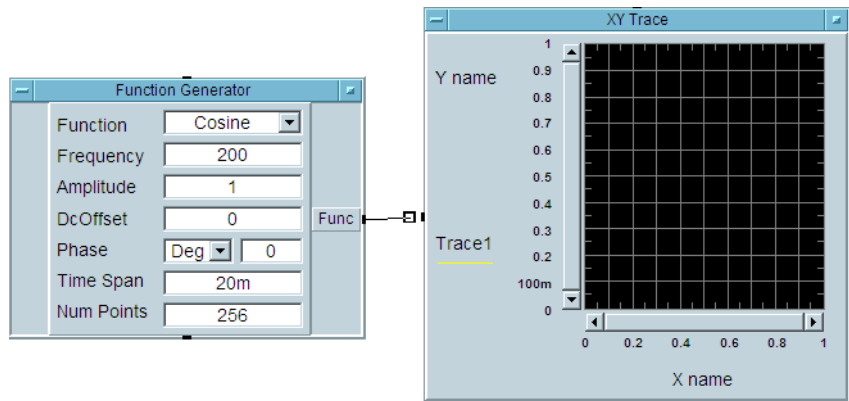 Function Generator
Function Cosine
Frequency 200
Amplitude 1
DcOffset 0
Func
Phase Deg 0
Time Span 20m
Num Points 256
XY Trace
Y name
1
0.9
0.8
0.7
0.6
0.5
0.4
0.3
0.2
100m
0
Trace1
0 0.2 0.4 0.6 0.8 1
X name